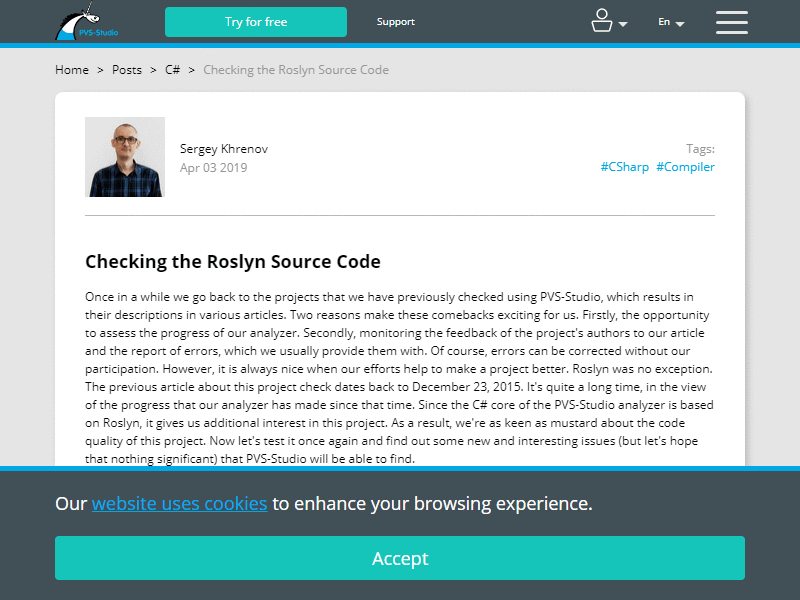 PVS-Studio
Try for free
Support
En
Home > Posts > C# > Checking the Roslyn Source Code
Sergey Khrenov
Apr 03 2019
Tags:
#CSharp #Compiler
Checking the Roslyn Source Code
Once in a while we go back to the projects that we have previously checked using PVS-Studio, which results in
their descriptions in various articles. Two reasons make these comebacks exciting for us. Firstly, the opportunity
to assess the progress of our analyzer. Secondly, monitoring the feedback of the project's authors to our article
and the report of errors, which we usually provide them with. Of course, errors can be corrected without our
participation. However, it is always nice when our efforts help to make a project better. Roslyn was no exception.
The previous article about this project check dates back to December 23, 2015. It's quite a long time, in the view
of the progress that our analyzer has made since that time. Since the C# core of the PVS-Studio analyzer is based
on Roslyn, it gives us additional interest in this project. As a result, we're as keen as mustard about the code
quality of this project. Now let's test it once again and find out some new and interesting issues (but let's hope
that nothing significant) that PVS-Studio will be able to find.
Our website uses cookies to enhance your browsing experience.
Accept